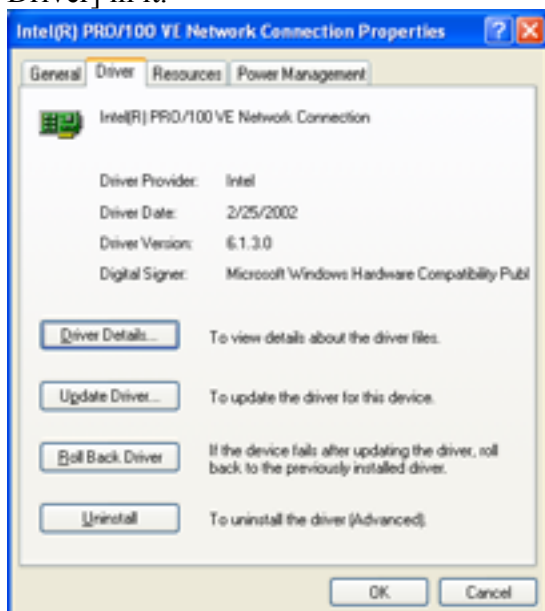 Driver] in it.
Intel(R) PRO/100 VE Network Connection Properties
General Driver Resources Power Management
Intel(R) PRO/100 VE Network Connection
Driver Provider: Intel
Driver Date: 2/25/2002
Driver Version: 6.1.3.0
Digital Signer: Microsoft Windows Hardware Compatibility Publ
Driver Details... To view details about the driver files.
Update Driver... To update the driver for this device.
Roll Back Driver If the device fails after updating the driver, roll
back to the previously installed driver.
Uninstall To uninstall the driver (Advanced).
OK Cancel